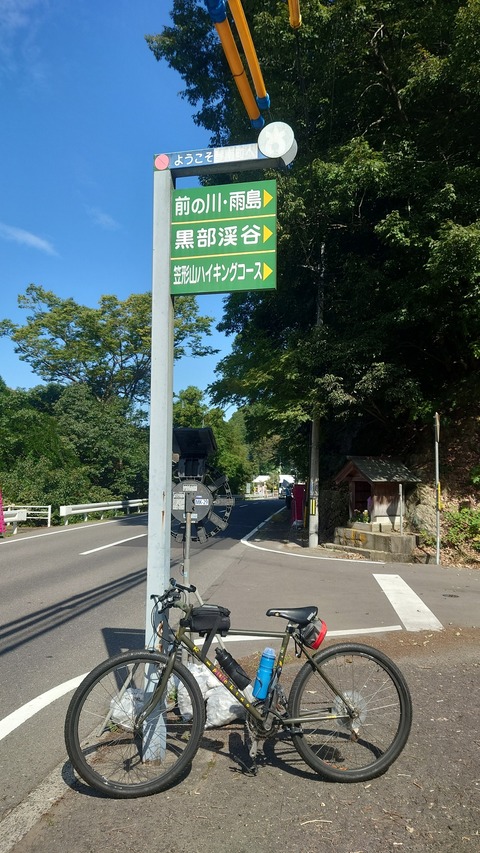 ようこそ
前の川・雨島
黒部渓谷
笠形山ハイキングコース